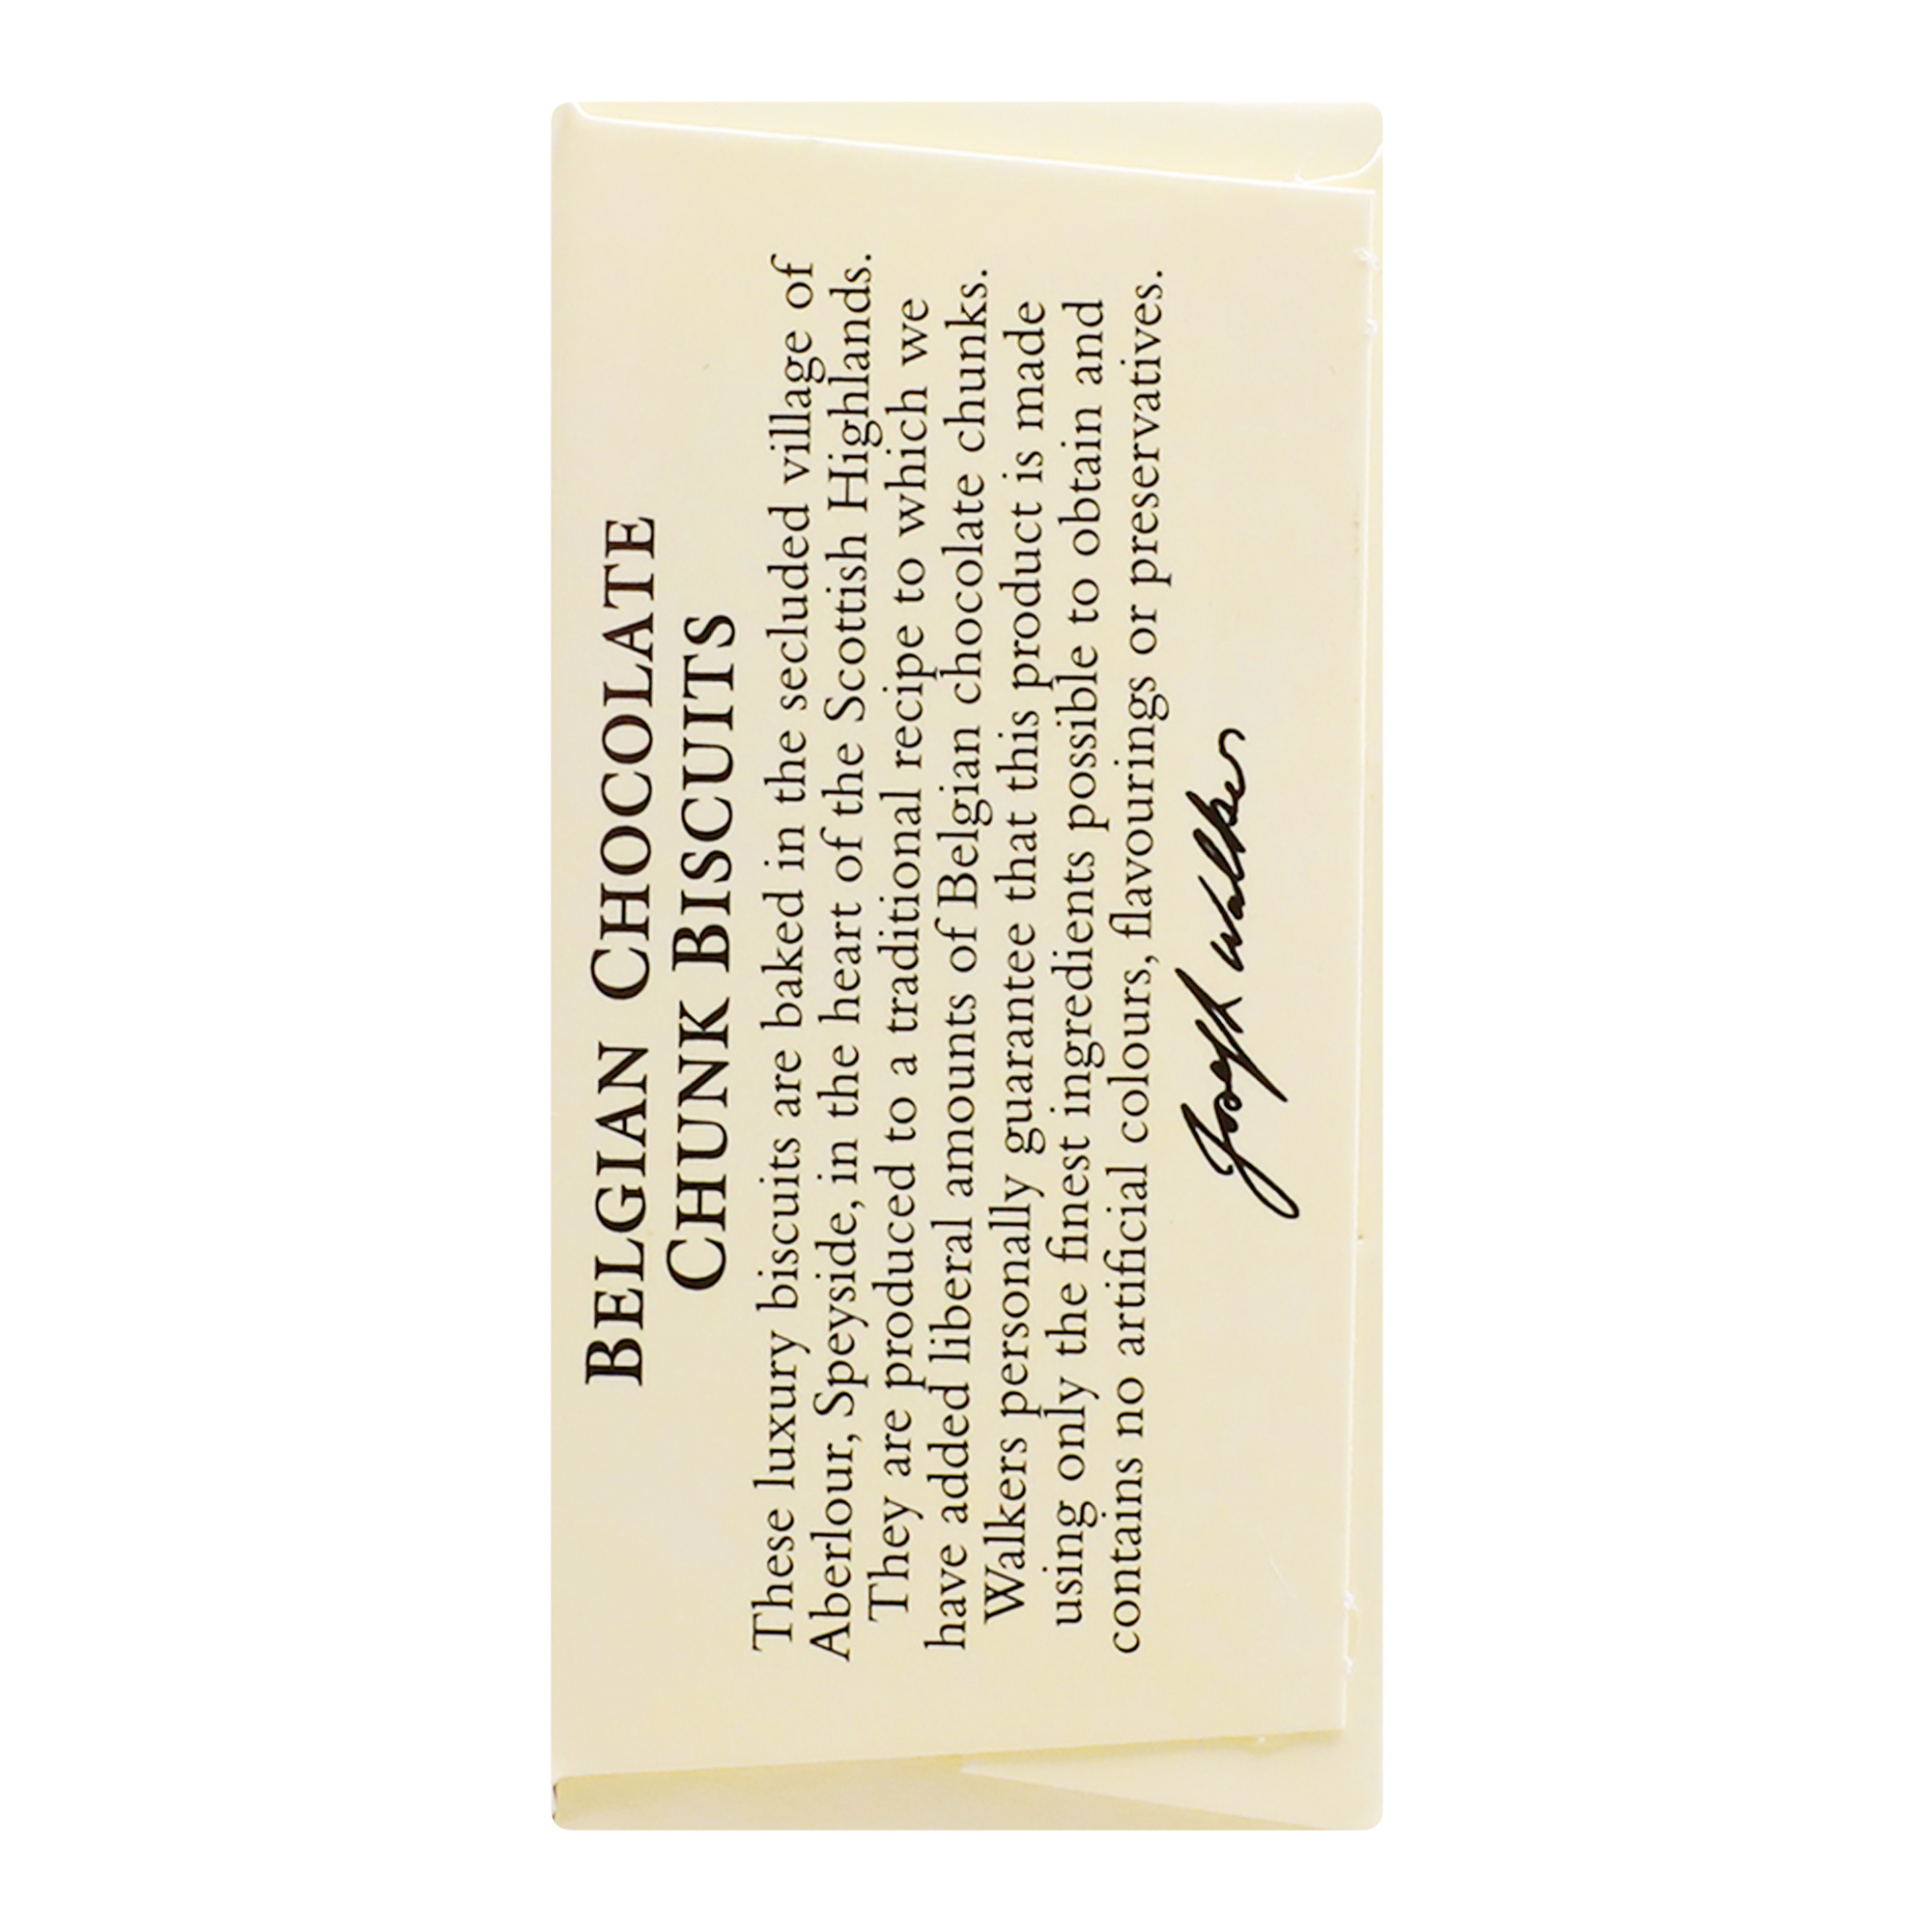 BELGIAN CHOCOLATE
CHUNK BISCUITS
These luxury biscuits are baked in the secluded village of
Aberlour, Speyside, in the heart of the Scottish Highlands.
They are produced to a traditional recipe to which we
have added liberal amounts of Belgian chocolate chunks.
Walkers personally guarantee that this product is made
using only the finest ingredients possible to obtain and
contains no artificial colours, flavourings or preservatives.
Joseph Walker